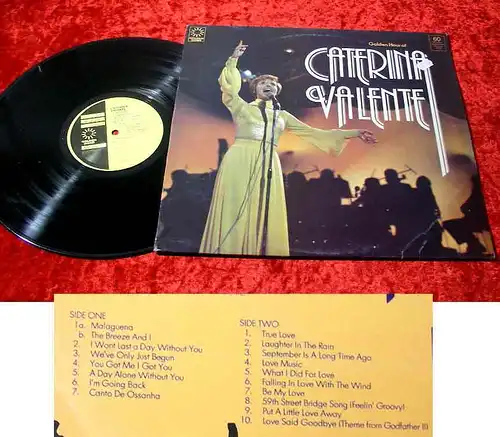 Golden Hour of
60
CATERINA
VALENTE
SIDE ONE
1a. Malaguena
b. The Breeze And I
2. I Wont Last a Day Without You
3. We've Only Just Begun
4. You Got Me I Got You
5. A Day Alone Without You
6. I'm Going Back
7. Canto De Ossanha
SIDE TWO
1. True Love
2. Laughter In The Rain
3. September Is A Long Time Ago
4. Love Music
5. What I Did For Love
6. Falling In Love With The Wind
7. Be My Love
8. 59th Street Bridge Song (Feelin' Groovy)
9. Put A Little Love Away
10. Love Said Goodbye (Theme from Godfather II)